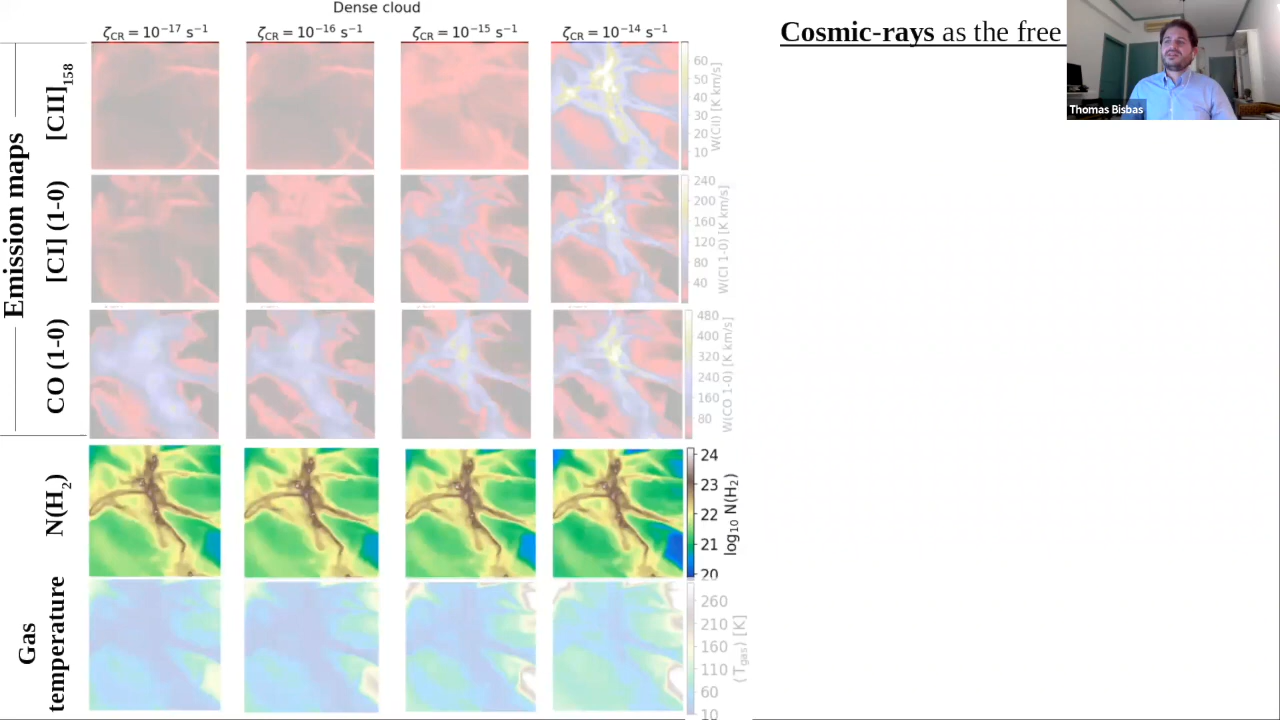 Dense cloud
ζCR = 10⁻¹⁷ s⁻¹ ζCR = 10⁻¹⁶ s⁻¹ ζCR = 10⁻¹⁵ s⁻¹ ζCR = 10⁻¹⁴ s⁻¹
Cosmic-rays as the free
Thomas Bisbas
Emission maps
[CII]158
60
50
40
30
20
10
W(CII) [K km/s]
[CI] (1-0)
240
200
160
120
80
40
W(CI 1-0) [K km/s]
CO (1-0)
480
400
320
240
160
80
W(CO 1-0) [K km/s]
N(H₂)
24
23
22
21
20
log₁₀ N(H₂)
Gas
temperature
260
210
160
110
60
10
⟨Tgas⟩ [K]